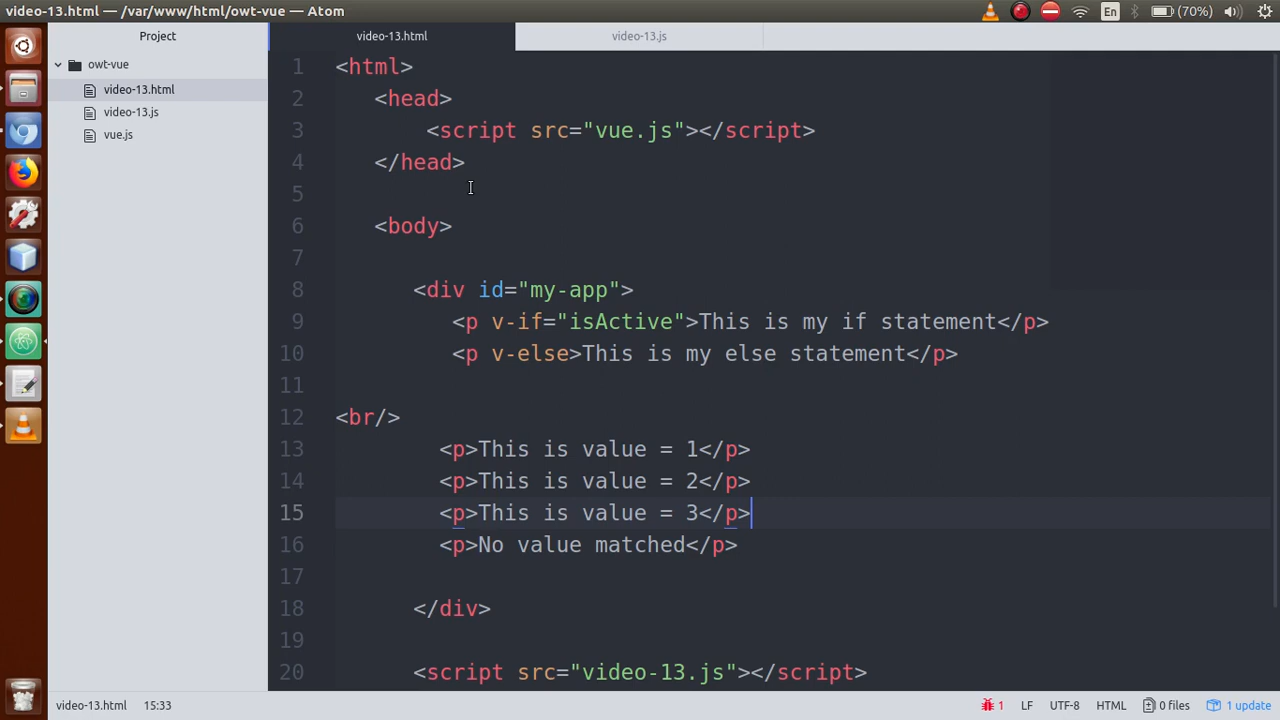 video-13.html — /var/www/html/owt-vue — Atom
En
(70%)
Project
owt-vue
video-13.html
video-13.js
vue.js
video-13.html
video-13.js
1 <html>
2 <head>
3 <script src="vue.js"></script>
4 </head>
5
6 <body>
7
8 <div id="my-app">
9 <p v-if="isActive">This is my if statement</p>
10 <p v-else>This is my else statement</p>
11
12 <br/>
13 <p>This is value = 1</p>
14 <p>This is value = 2</p>
15 <p>This is value = 3</p>
16 <p>No value matched</p>
17
18 </div>
19
20 <script src="video-13.js"></script>
video-13.html 15:33
1 LF UTF-8 HTML 0 files 1 update